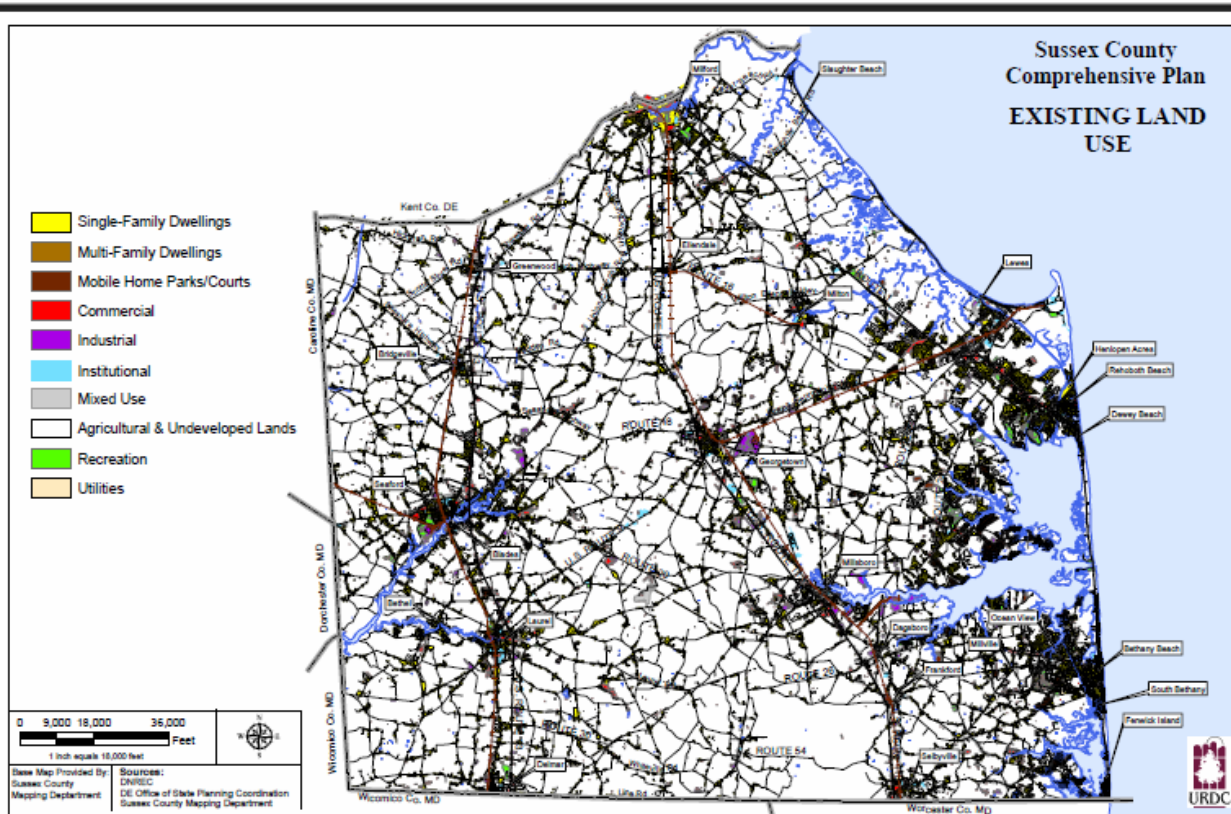 Sussex County
Comprehensive Plan
EXISTING LAND
USE
Milford
Slaughter Beach
Kent Co. DE
Single-Family Dwellings
Multi-Family Dwellings
Mobile Home Parks/Courts
Commercial
Industrial
Institutional
Mixed Use
Agricultural & Undeveloped Lands
Recreation
Utilities
Ellendale
Greenwood
Lewes
Milton
Caroline Co. MD
Bridgeville
Henlopen Acres
Rehoboth Beach
Dewey Beach
ROUTE 18
Georgetown
Seaford
Blades
Millsboro
Dorchester Co. MD
Bethel
Laurel
Dagsboro
Ocean View
Millville
Frankford
Bethany Beach
ROUTE 26
South Bethany
Fenwick Island
Wicomico Co. MD
ROUTE 54
Selbyville
Delmar
Wicomico Co. MD
Worcester Co. MD
0 9,000 18,000 36,000
Feet
1 inch equals 18,000 feet
N
S
Base Map Provided By:
Sussex County
Mapping Deptartment
Sources:
DNREC
DE Office of State Planning Coordination
Sussex County Mapping Department
URDC